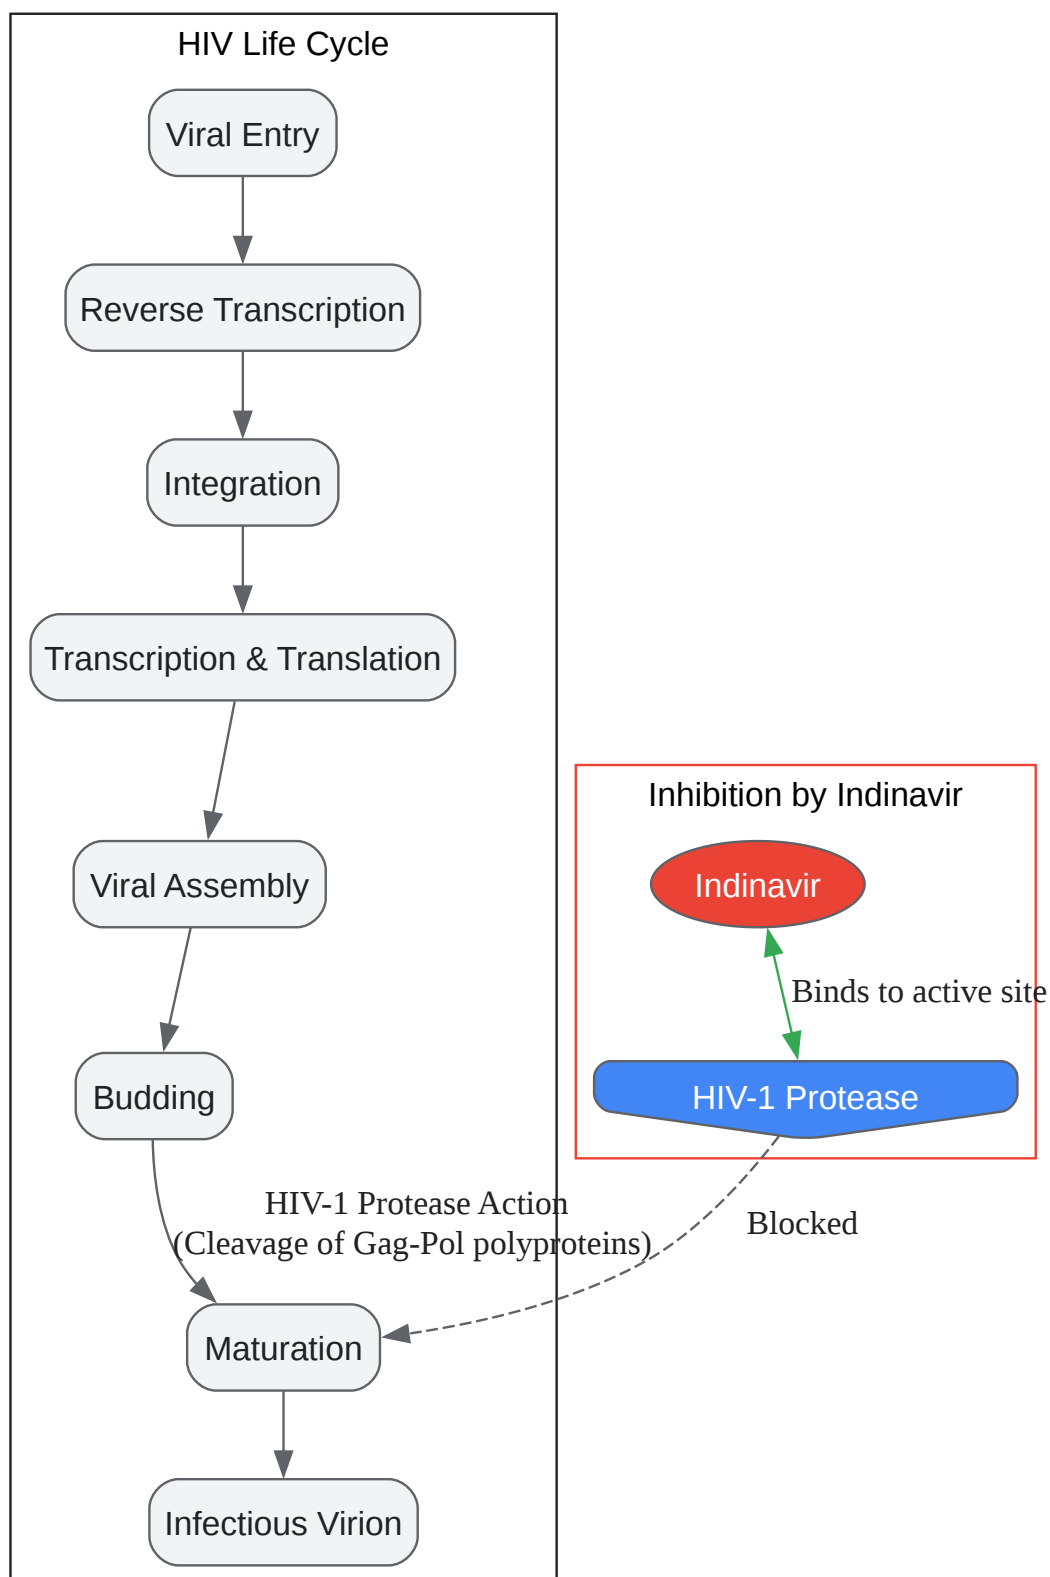 HIV Life Cycle
Viral Entry
Reverse Transcription
Integration
Transcription & Translation
Viral Assembly
Budding
HIV-1 Protease Action
(Cleavage of Gag-Pol polyproteins)
Maturation
Infectious Virion
Inhibition by Indinavir
Indinavir
Binds to active site
HIV-1 Protease
Blocked